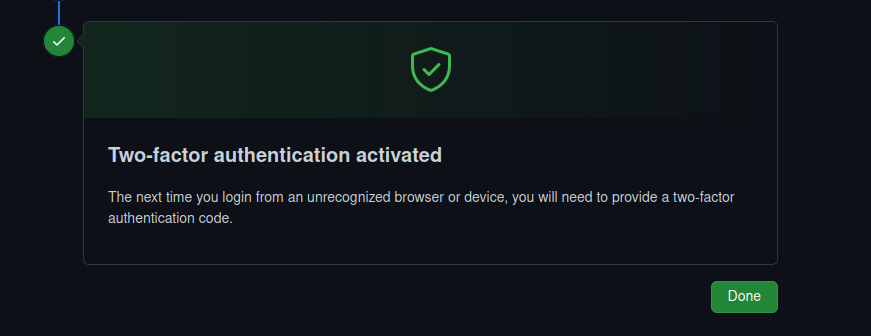 Two-factor authentication activated
The next time you login from an unrecognized browser or device, you will need to provide a two-factor
authentication code.
Done